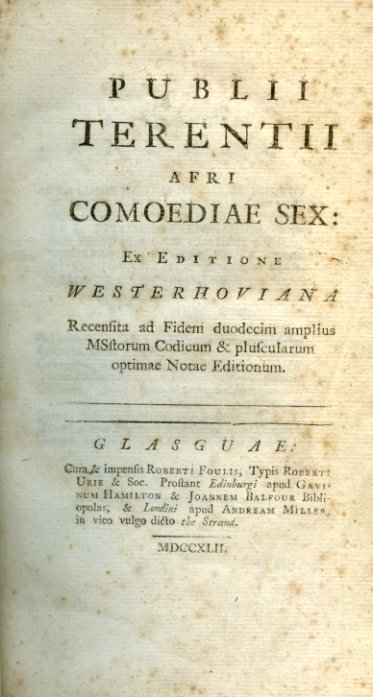 PUBLII
TERENTII
AFRI
COMOEDIAE SEX:
Ex EDITIONE
WESTERHOVIANA
Recenſita ad Fidem duodecim amplius
MSſtorum Codicum & pluſcularum
optimae Notae Editionum.
GLASGUAE:
Cura, & impenſis ROBERTI FOULIS, Typis ROBERTI
URIE & Soc. Proſtant Edinburgi apud GAVI-
NUM HAMILTON & JOANNEM BALFOUR Bibli-
opolas, & Londini apud ANDREAM MILLER,
in vico vulgo dicto the Strand.
MDCCXLII.